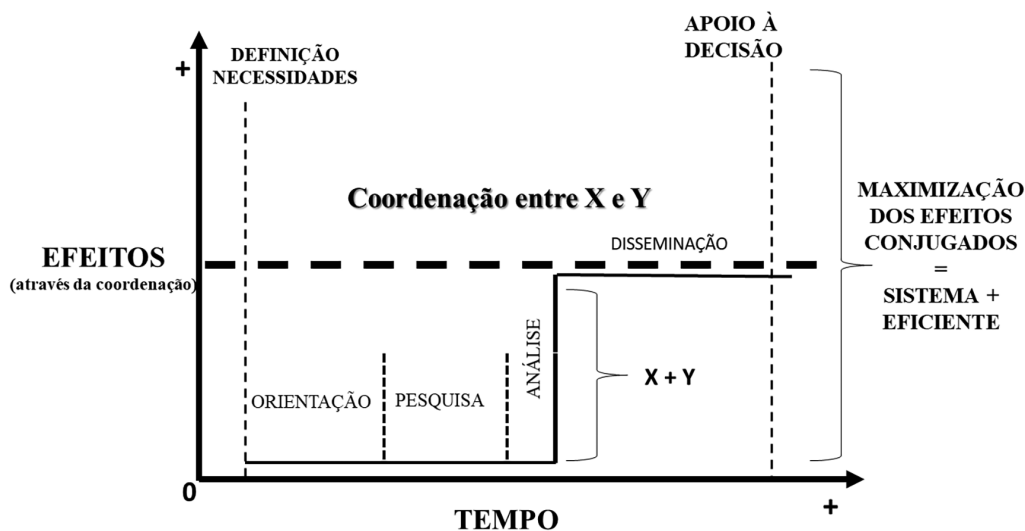 APOIO À
DECISÃO
DEFINIÇÃO
NECESSIDADES
+
Coordenação entre X e Y
MAXIMIZAÇÃO
DOS EFEITOS
CONJUGADOS
=
SISTEMA +
EFICIENTE
DISSEMINAÇÃO
EFEITOS
(através da coordenação)
ANÁLISE
X + Y
ORIENTAÇÃO
PESQUISA
0
+
TEMPO